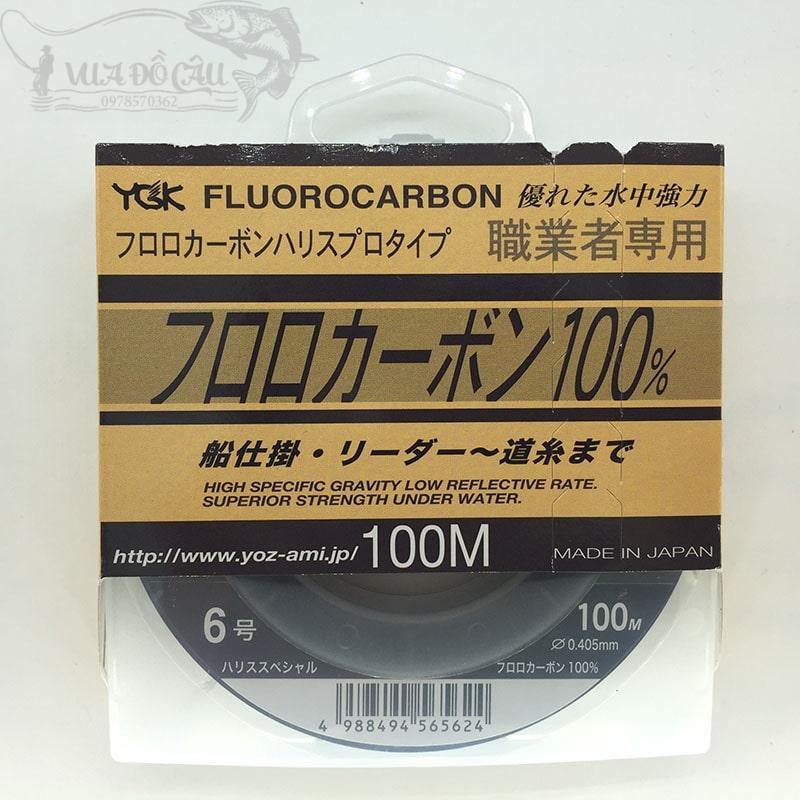 VUA ĐỒ CÂU
0978570362
YGK FLUOROCARBON 優れた水中強力
フロロカーボンハリスプロタイプ 職業者専用
フロロカーボン100%
船仕掛・リーダー〜道糸まで
HIGH SPECIFIC GRAVITY LOW REFLECTIVE RATE.
SUPERIOR STRENGTH UNDER WATER.
http://www.yoz-ami.jp/ 100M MADE IN JAPAN
6号 100M
⌀0.405mm
ハリススペシャル フロロカーボン 100%
4 988494 565624